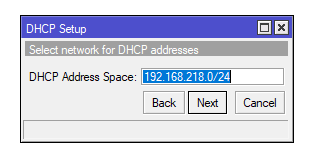 DHCP Setup
Select network for DHCP addresses
DHCP Address Space: 192.168.218.0/24
Back Next Cancel